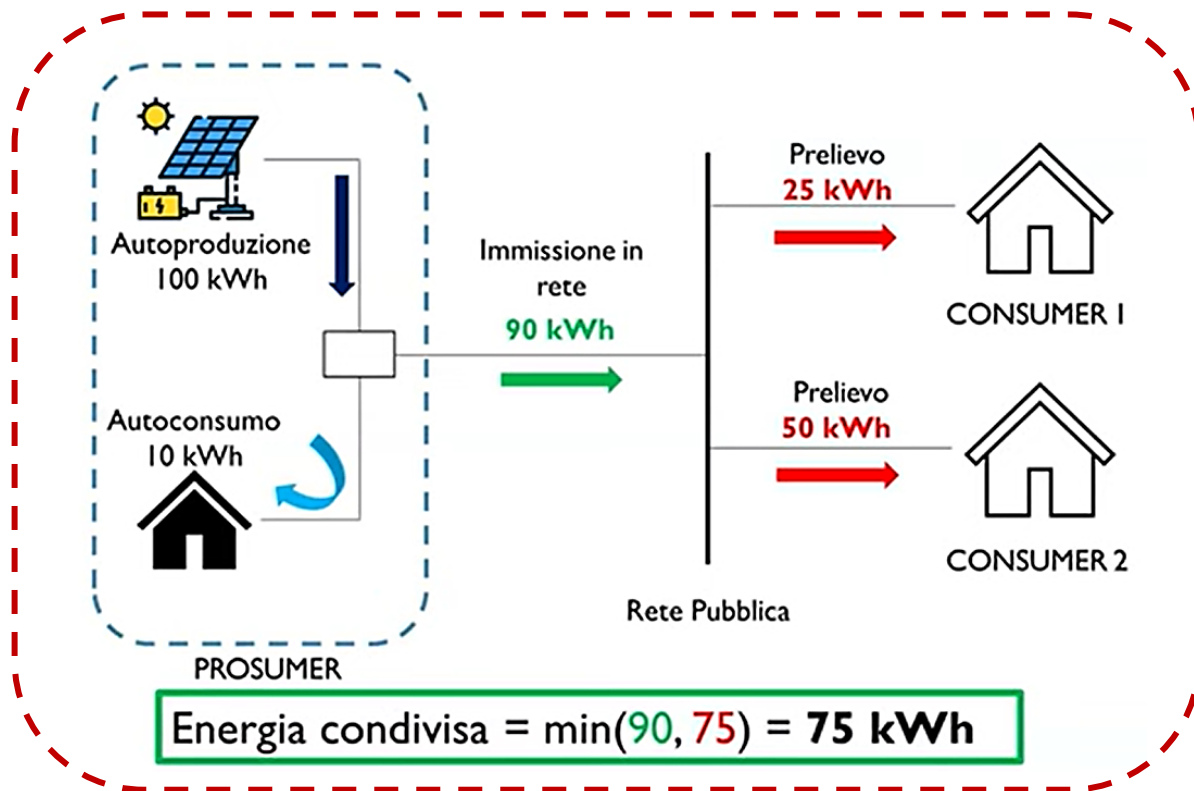 Autoproduzione
100 kWh
Autoconsumo
10 kWh
PROSUMER
Immissione in
rete
90 kWh
Rete Pubblica
Prelievo
25 kWh
CONSUMER 1
Prelievo
50 kWh
CONSUMER 2
Energia condivisa = min(90, 75) = 75 kWh